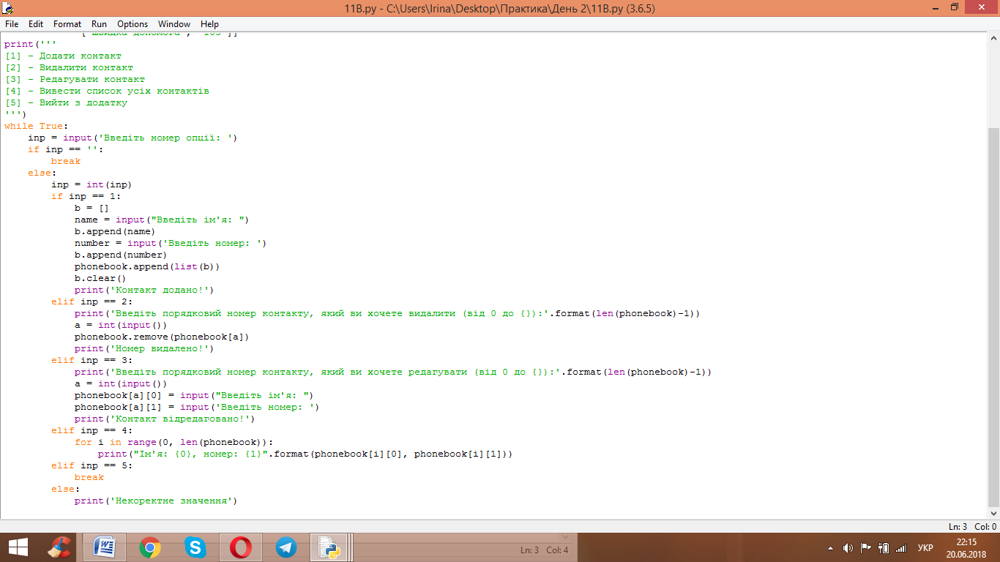 11B.py - C:\Users\Irina\Desktop\Практика\День 2\11B.py (3.6.5)
File Edit Format Run Options Window Help
print('''
[1] - Додати контакт
[2] - Видалити контакт
[3] - Редагувати контакт
[4] - Вивести список усіх контактів
[5] - Вийти з додатку
''')
while True:
    inp = input('Введіть номер опції: ')
    if inp == '':
        break
    else:
        inp = int(inp)
        if inp == 1:
            b = []
            name = input("Введіть ім'я: ")
            b.append(name)
            number = input('Введіть номер: ')
            b.append(number)
            phonebook.append(list(b))
            b.clear()
            print('Контакт додано!')
        elif inp == 2:
            print('Введіть порядковий номер контакту, який ви хочете видалити (від 0 до {}):'.format(len(phonebook)-1))
            a = int(input())
            phonebook.remove(phonebook[a])
            print('Номер видалено!')
        elif inp == 3:
            print('Введіть порядковий номер контакту, який ви хочете редагувати (від 0 до {}):'.format(len(phonebook)-1))
            a = int(input())
            phonebook[a][0] = input("Введіть ім'я: ")
            phonebook[a][1] = input('Введіть номер: ')
            print('Контакт відредаговано!')
        elif inp == 4:
            for i in range(0, len(phonebook)):
                print("Ім'я: {0}, номер: {1}".format(phonebook[i][0], phonebook[i][1]))
        elif inp == 5:
            break
        else:
            print('Некоректне значення')
Ln: 3 Col: 0
Ln: 3 Col: 4
УКР
22:15
20.06.2018